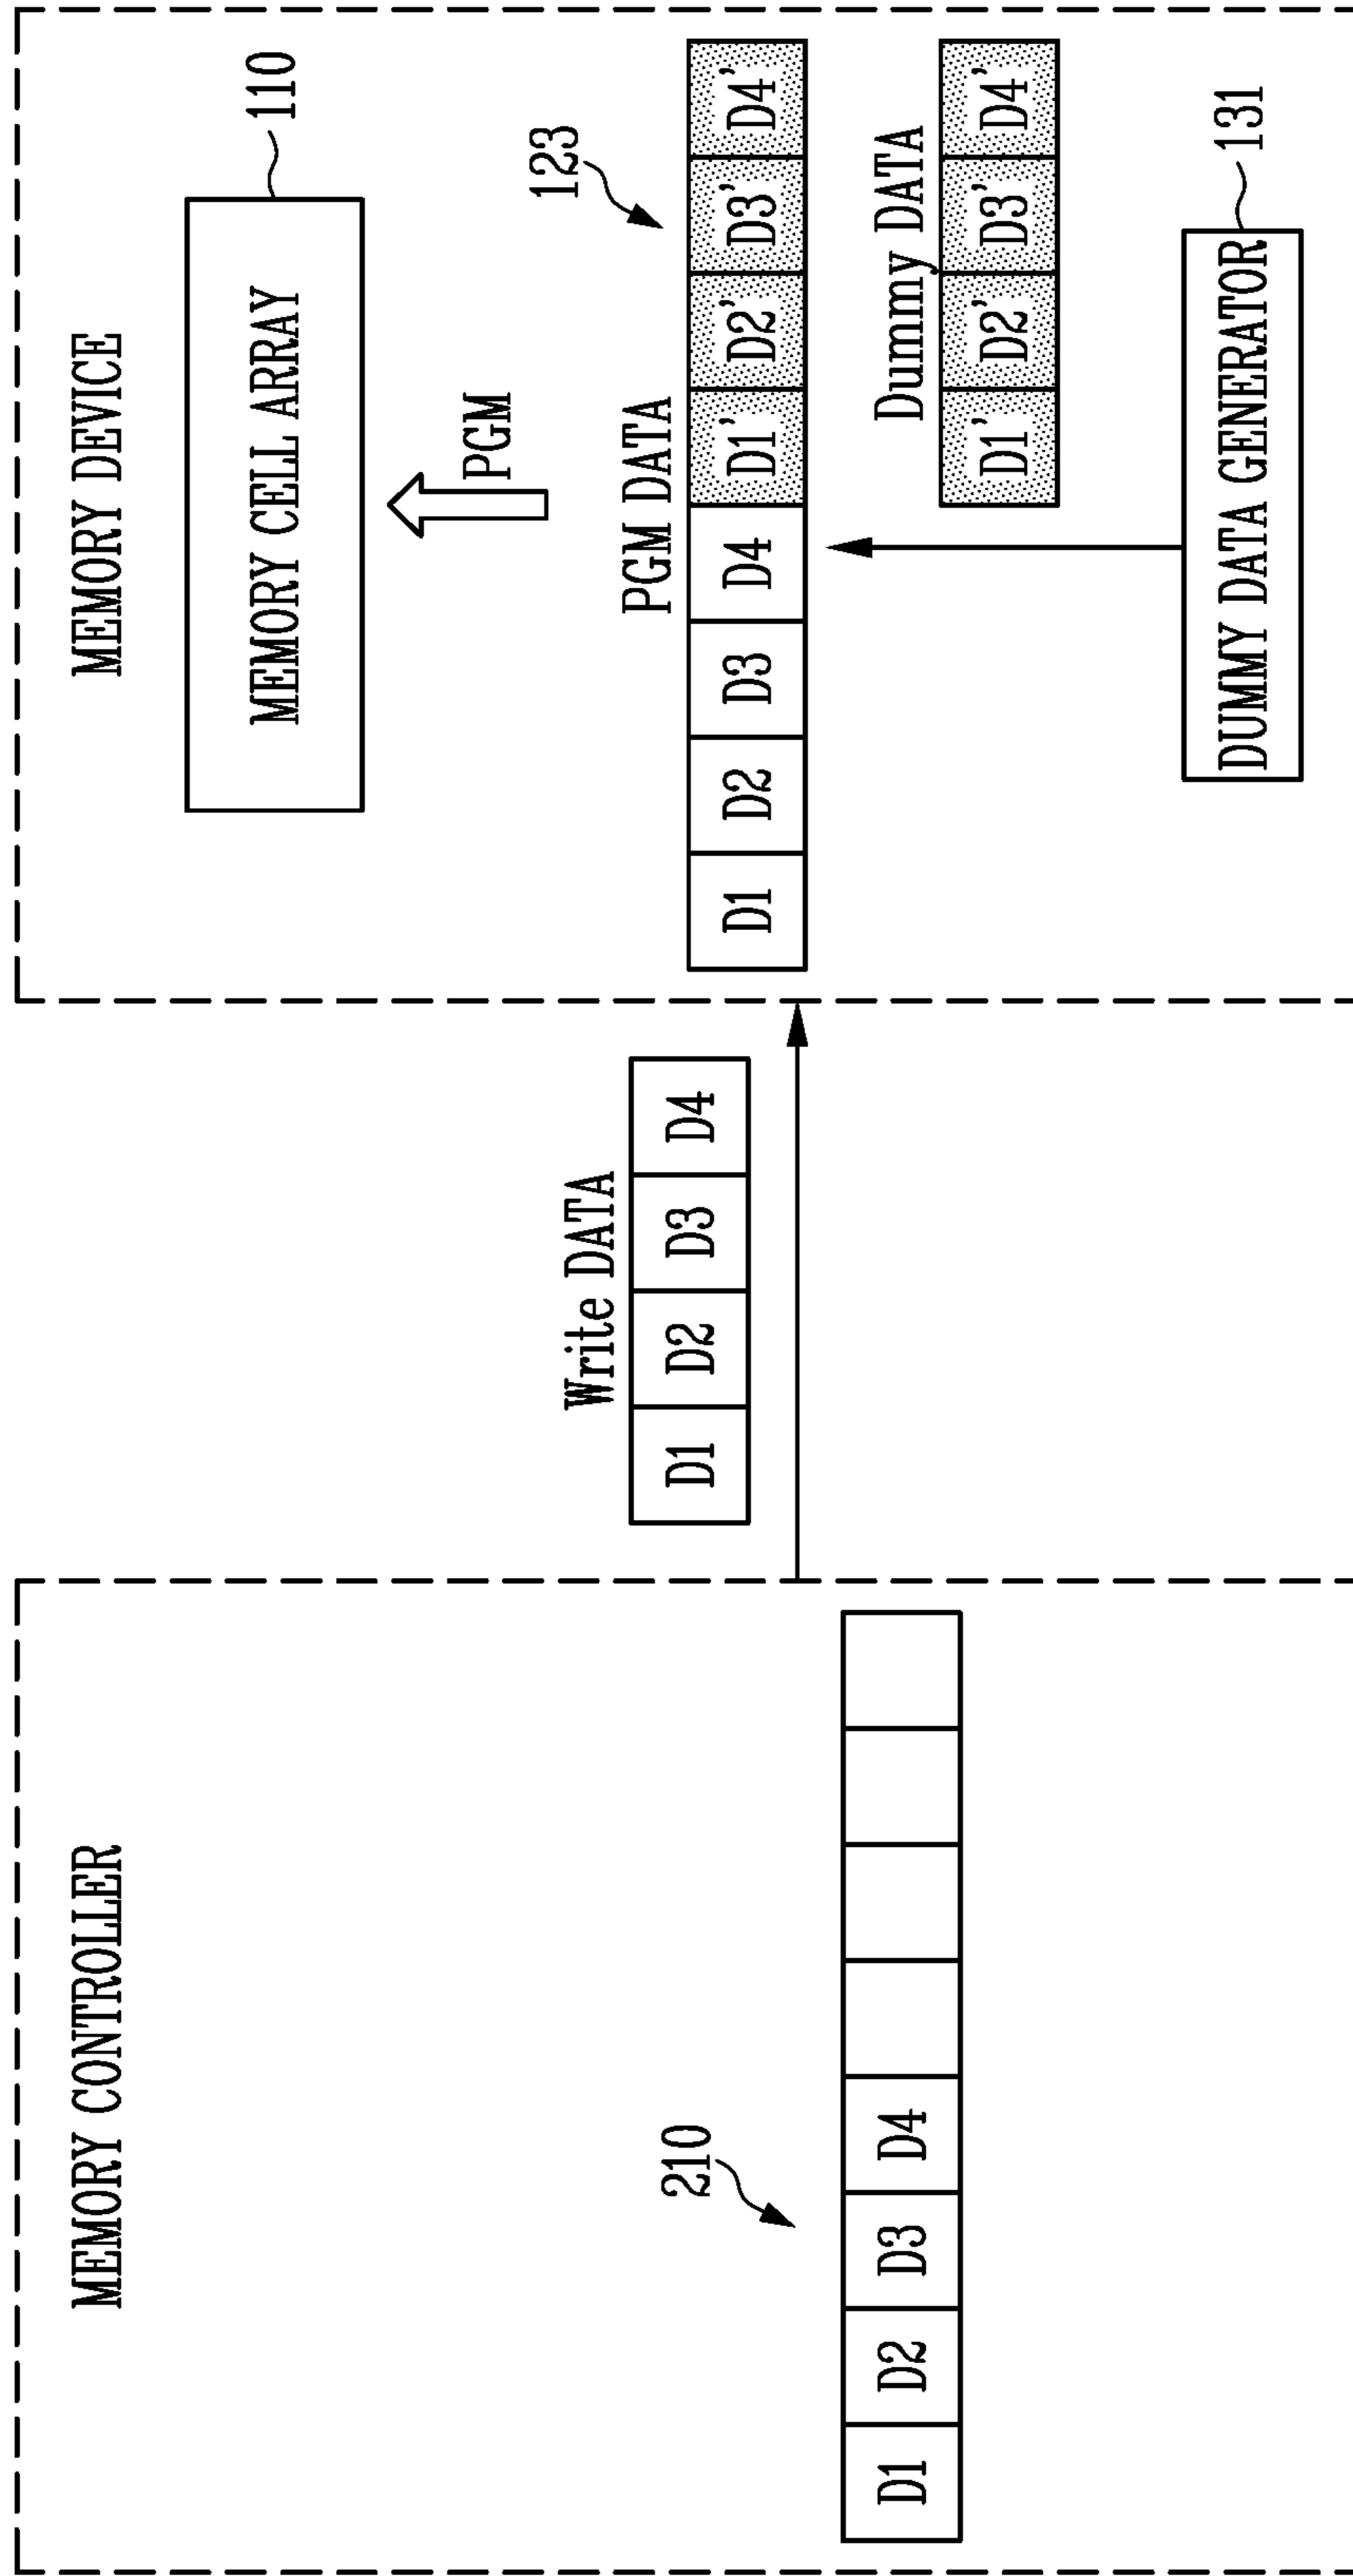 MEMORY CONTROLLER
210
D1 D2 D3 D4
Write DATA
D1 D2 D3 D4
MEMORY DEVICE
MEMORY CELL ARRAY
110
PGM
123
PGM DATA
D1 D2 D3 D4 D1' D2' D3' D4'
Dummy DATA
D1' D2' D3' D4'
DUMMY DATA GENERATOR
131